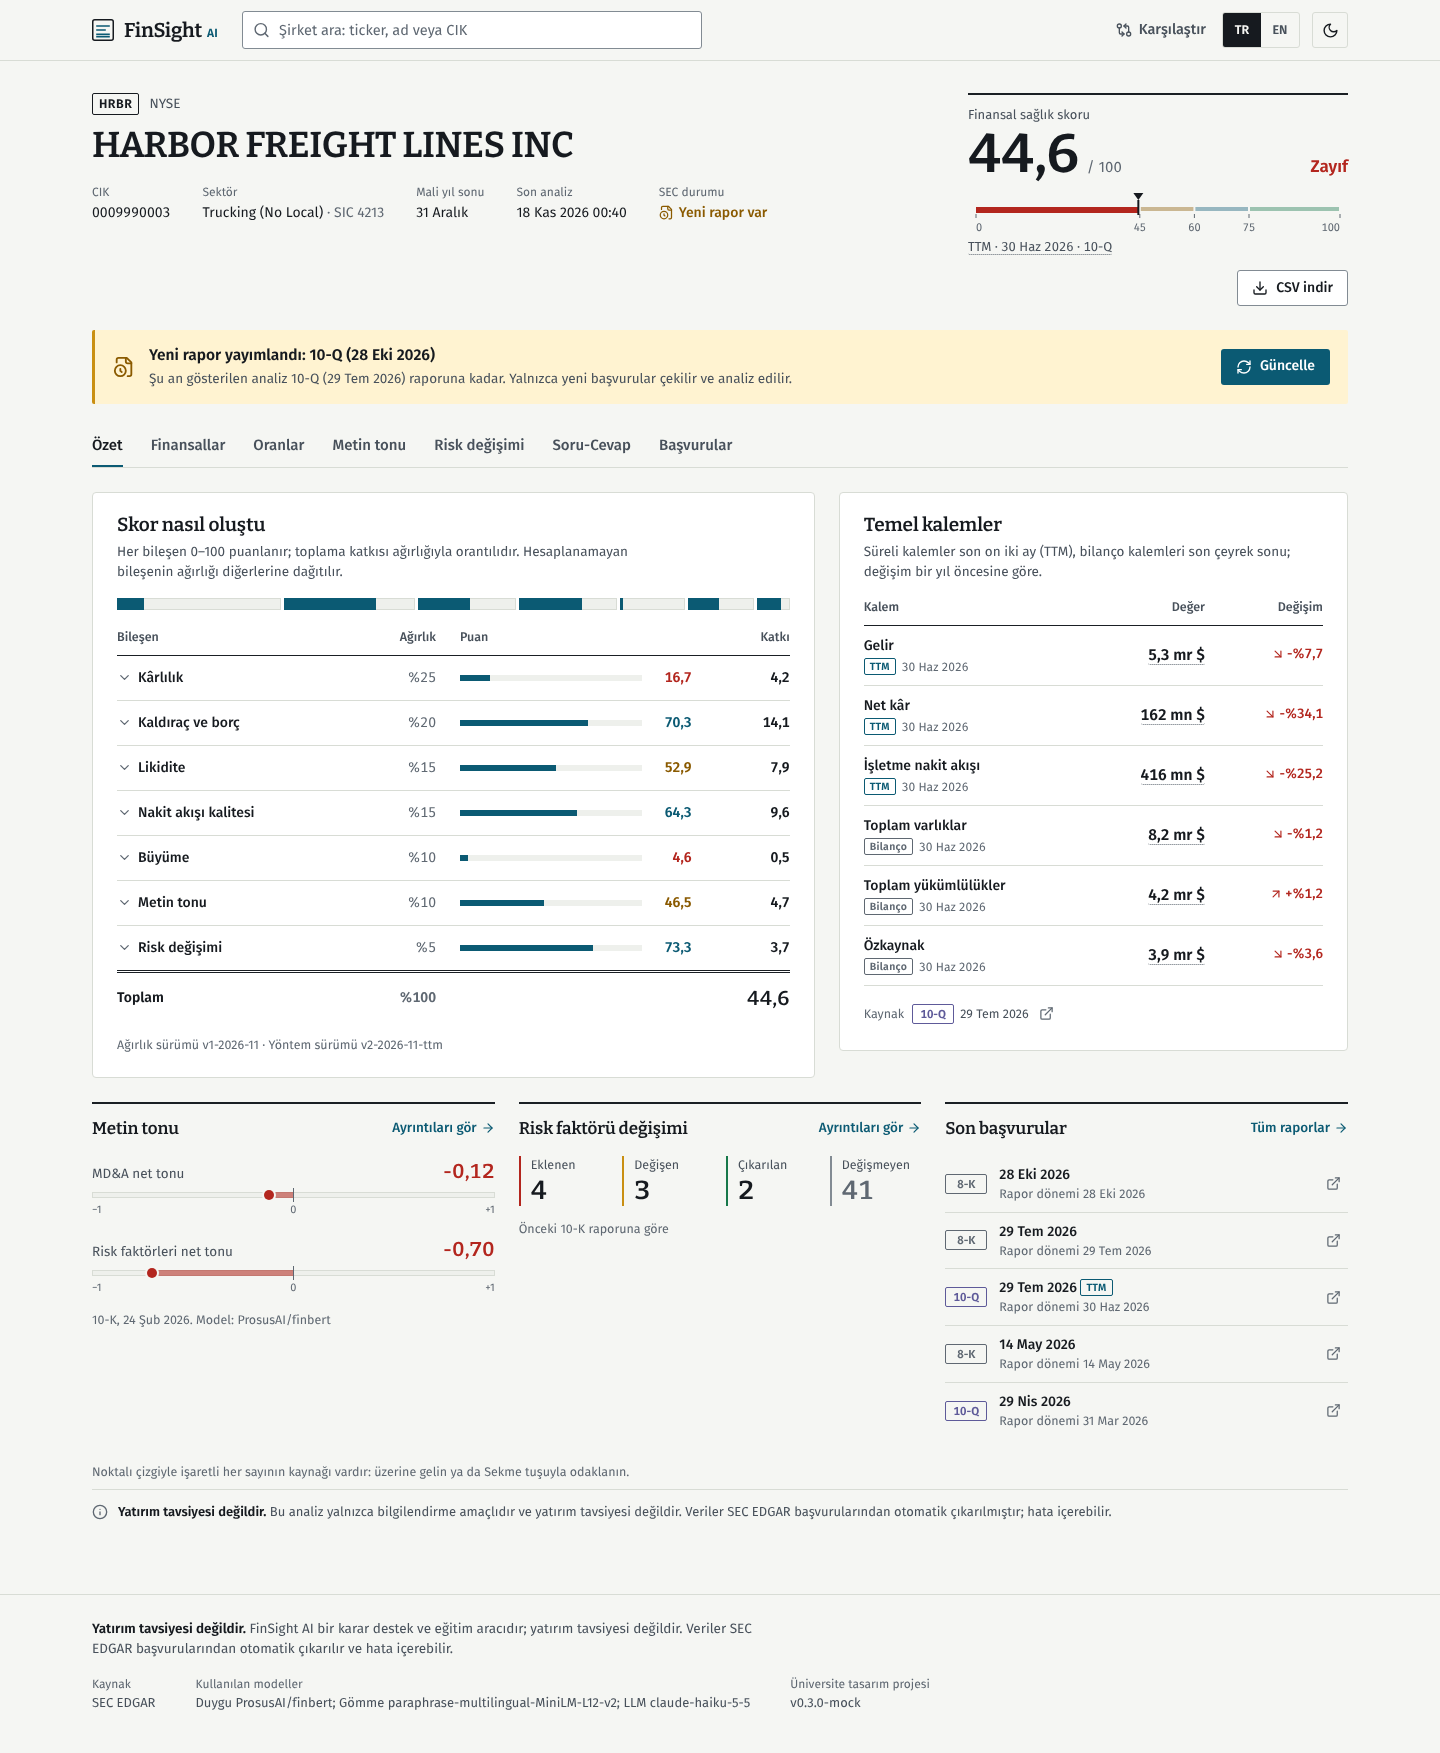 FinSight AI
Şirket ara: ticker, ad veya CIK
Karşılaştır
TR EN
HRBR NYSE
HARBOR FREIGHT LINES INC
CIK
0009990003
Sektör
Trucking (No Local) · SIC 4213
Mali yıl sonu
31 Aralık
Son analiz
18 Kas 2026 00:40
SEC durumu
Yeni rapor var
Finansal sağlık skoru
44,6 / 100 Zayıf
0 45 60 75 100
TTM · 30 Haz 2026 · 10-Q
CSV indir
Yeni rapor yayımlandı: 10-Q (28 Eki 2026)
Şu an gösterilen analiz 10-Q (29 Tem 2026) raporuna kadar. Yalnızca yeni başvurular çekilir ve analiz edilir.
Güncelle
Özet Finansallar Oranlar Metin tonu Risk değişimi Soru-Cevap Başvurular
Skor nasıl oluştu
Her bileşen 0–100 puanlanır; toplama katkısı ağırlığıyla orantılıdır. Hesaplanamayan
bileşenin ağırlığı diğerlerine dağıtılır.
Bileşen Ağırlık Puan Katkı
Kârlılık %25 16,7 4,2
Kaldıraç ve borç %20 70,3 14,1
Likidite %15 52,9 7,9
Nakit akışı kalitesi %15 64,3 9,6
Büyüme %10 4,6 0,5
Metin tonu %10 46,5 4,7
Risk değişimi %5 73,3 3,7
Toplam %100 44,6
Ağırlık sürümü v1-2026-11 · Yöntem sürümü v2-2026-11-ttm
Temel kalemler
Süreli kalemler son on iki ay (TTM), bilanço kalemleri son çeyrek sonu;
değişim bir yıl öncesine göre.
Kalem Değer Değişim
Gelir
TTM 30 Haz 2026
5,3 mr $ -%7,7
Net kâr
TTM 30 Haz 2026
162 mn $ -%34,1
İşletme nakit akışı
TTM 30 Haz 2026
416 mn $ -%25,2
Toplam varlıklar
Bilanço 30 Haz 2026
8,2 mr $ -%1,2
Toplam yükümlülükler
Bilanço 30 Haz 2026
4,2 mr $ +%1,2
Özkaynak
Bilanço 30 Haz 2026
3,9 mr $ -%3,6
Kaynak 10-Q 29 Tem 2026
Metin tonu Ayrıntıları gör
MD&A net tonu -0,12
−1 0 +1
Risk faktörleri net tonu -0,70
−1 0 +1
10-K, 24 Şub 2026. Model: ProsusAI/finbert
Risk faktörü değişimi Ayrıntıları gör
Eklenen
4
Değişen
3
Çıkarılan
2
Değişmeyen
41
Önceki 10-K raporuna göre
Son başvurular Tüm raporlar
8-K 28 Eki 2026
Rapor dönemi 28 Eki 2026
8-K 29 Tem 2026
Rapor dönemi 29 Tem 2026
10-Q 29 Tem 2026 TTM
Rapor dönemi 30 Haz 2026
8-K 14 May 2026
Rapor dönemi 14 May 2026
10-Q 29 Nis 2026
Rapor dönemi 31 Mar 2026
Noktalı çizgiyle işaretli her sayının kaynağı vardır: üzerine gelin ya da Sekme tuşuyla odaklanın.
Yatırım tavsiyesi değildir. Bu analiz yalnızca bilgilendirme amaçlıdır ve yatırım tavsiyesi değildir. Veriler SEC EDGAR başvurularından otomatik çıkarılmıştır; hata içerebilir.
Yatırım tavsiyesi değildir. FinSight AI bir karar destek ve eğitim aracıdır; yatırım tavsiyesi değildir. Veriler SEC
EDGAR başvurularından otomatik çıkarılır ve hata içerebilir.
Kaynak
SEC EDGAR
Kullanılan modeller
Duygu ProsusAI/finbert; Gömme paraphrase-multilingual-MiniLM-L12-v2; LLM claude-haiku-5-5
Üniversite tasarım projesi
v0.3.0-mock